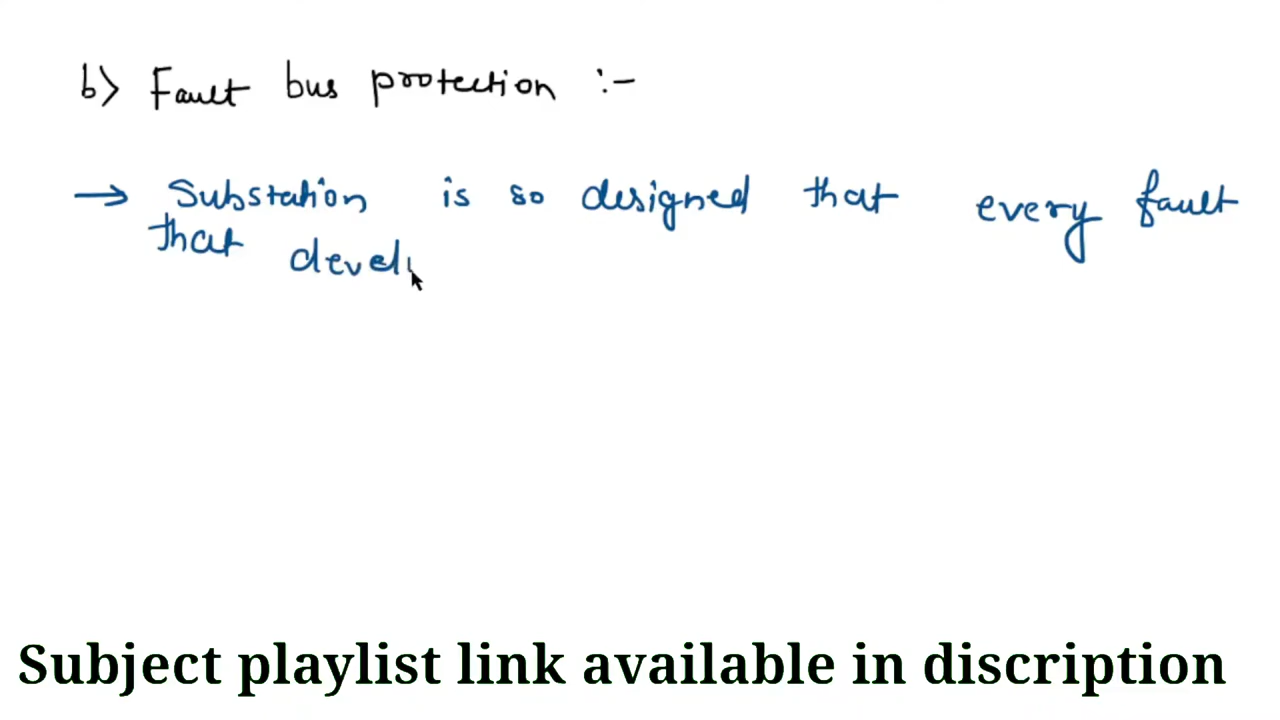 b) Fault bus protection :-
→ Substation is so designed that every fault
that devel
Subject playlist link available in discription